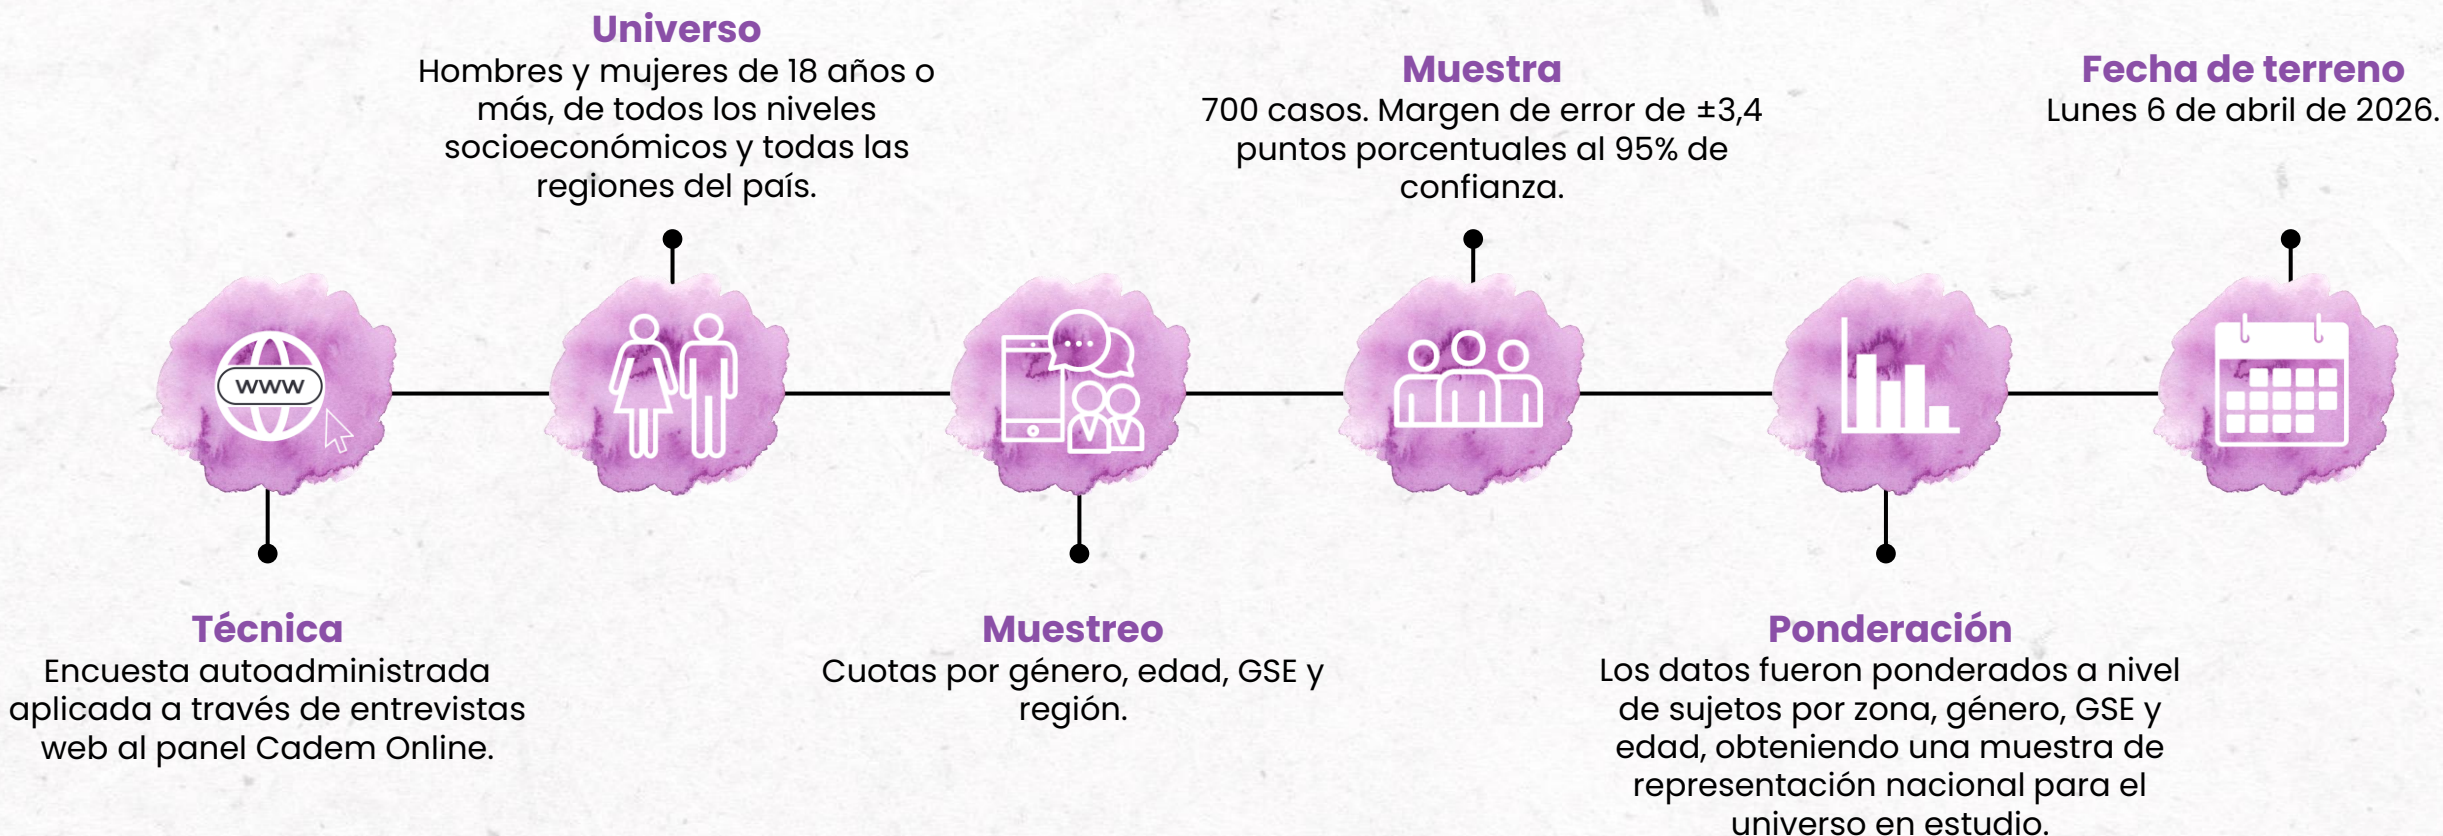 Universo
Hombres y mujeres de 18 años o
más, de todos los niveles
socioeconómicos y todas las
regiones del país.
Muestra
700 casos. Margen de error de ±3,4
puntos porcentuales al 95% de
confianza.
Fecha de terreno
Lunes 6 de abril de 2026.
www
Técnica
Encuesta autoadministrada
aplicada a través de entrevistas
web al panel Cadem Online.
Muestreo
Cuotas por género, edad, GSE y
región.
Ponderación
Los datos fueron ponderados a nivel
de sujetos por zona, género, GSE y
edad, obteniendo una muestra de
representación nacional para el
universo en estudio.